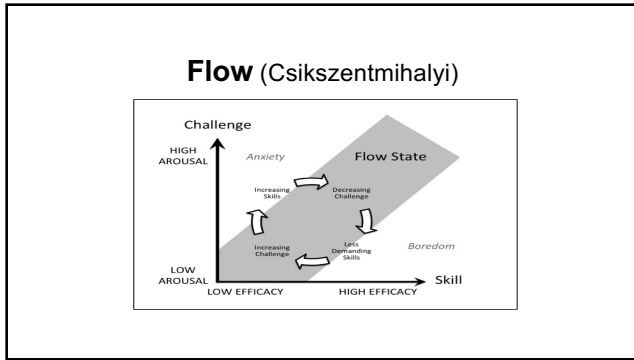 Flow (Csikszentmihalyi)
Challenge
HIGH
AROUSAL
Anxiety
Flow State
Increasing
Skills
Decreasing
Challenge
Increasing
Challenge
Less
Demanding
Skills
Boredom
LOW
AROUSAL
Skill
LOW EFFICACY
HIGH EFFICACY